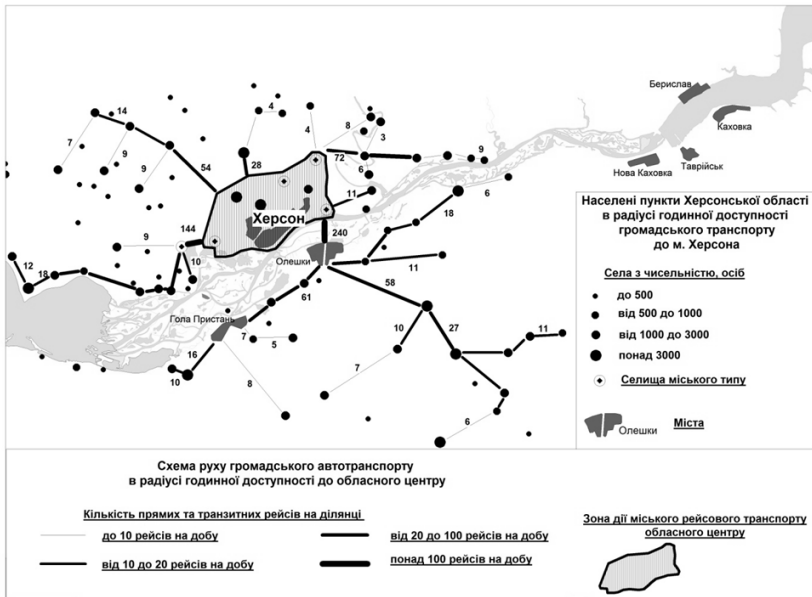 14
4
7
9
9
54
28
4
8
3
72
9
6
6
11
18
Херсон
144
9
10
12
18
240
Олешки
11
61
58
Гола Пристань
7
5
10
27
11
16
10
8
7
6
Берислав
Каховка
Нова Каховка
Таврійськ
Населені пункти Херсонської області
в радіусі годинної доступності
громадського транспорту
до м. Херсона
Села з чисельністю, осіб
до 500
від 500 до 1000
від 1000 до 3000
понад 3000
Селища міського типу
Олешки
Міста
Схема руху громадського автотранспорту
в радіусі годинної доступності до обласного центру
Кількість прямих та транзитних рейсів на ділянці
до 10 рейсів на добу
від 10 до 20 рейсів на добу
від 20 до 100 рейсів на добу
понад 100 рейсів на добу
Зона дії міського рейсового транспорту
обласного центру